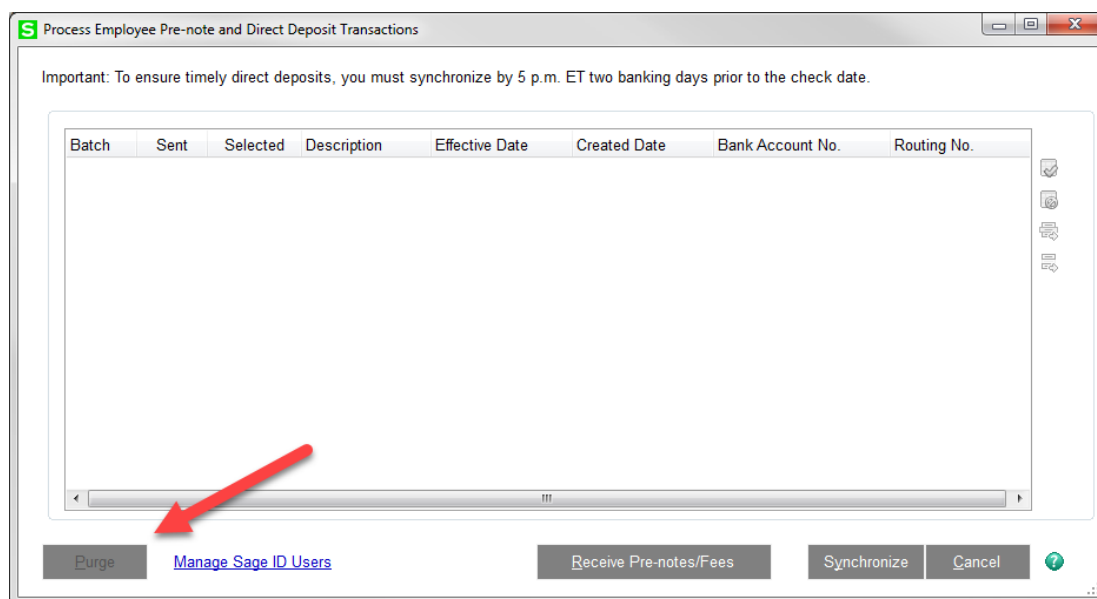 S Process Employee Pre-note and Direct Deposit Transactions
Important: To ensure timely direct deposits, you must synchronize by 5 p.m. ET two banking days prior to the check date.
Batch Sent Selected Description Effective Date Created Date Bank Account No. Routing No.
Purge Manage Sage ID Users Receive Pre-notes/Fees Synchronize Cancel ?